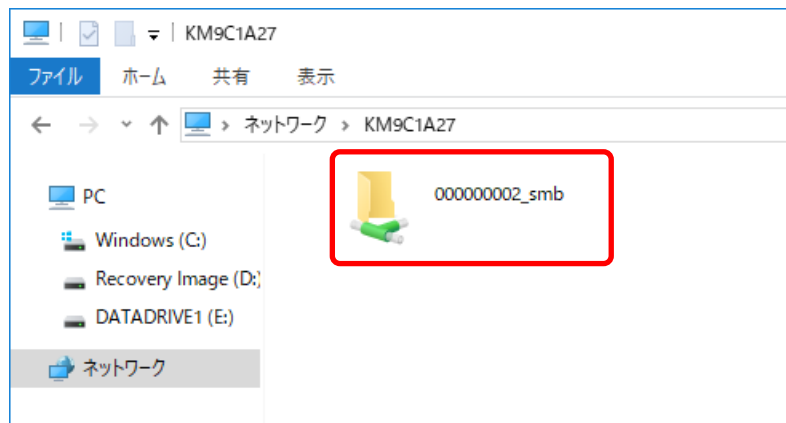 KM9C1A27
ファイル ホーム 共有 表示
ネットワーク > KM9C1A27
000000002_smb
PC
Windows (C:)
Recovery Image (D:
DATADRIVE1 (E:)
ネットワーク